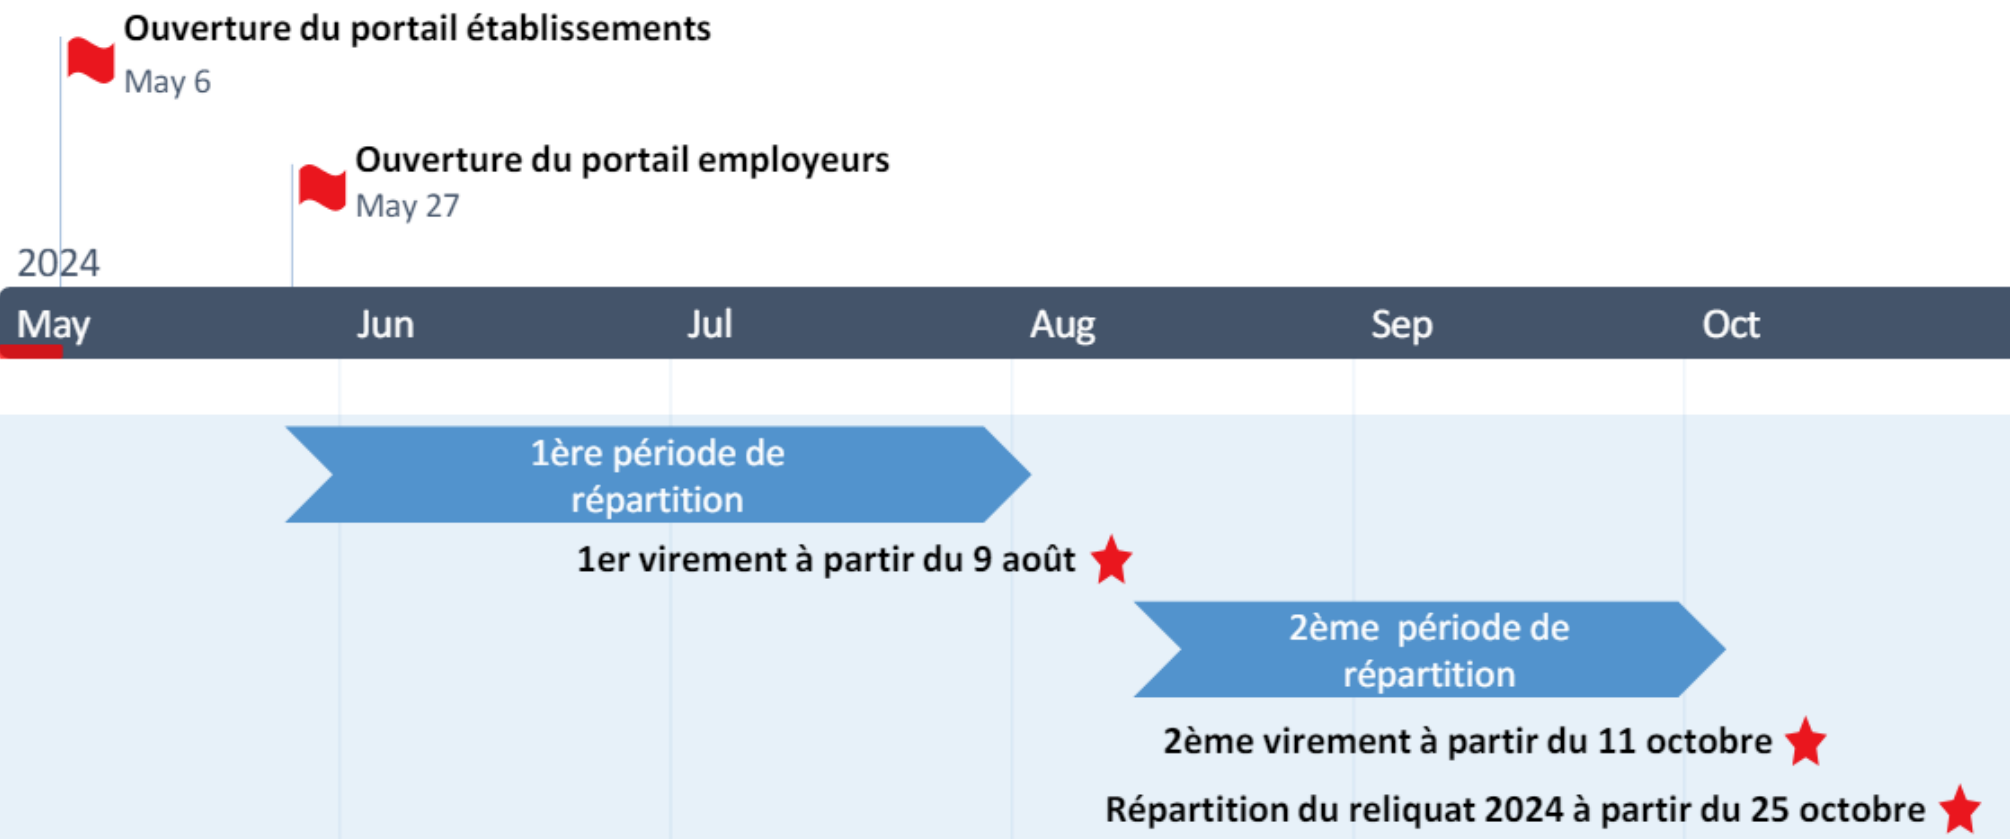 Ouverture du portail établissements
May 6
Ouverture du portail employeurs
May 27
2024
May Jun Jul Aug Sep Oct
1ère période de
répartition
1er virement à partir du 9 août
2ème  période de
répartition
2ème virement à partir du 11 octobre
Répartition du reliquat 2024 à partir du 25 octobre